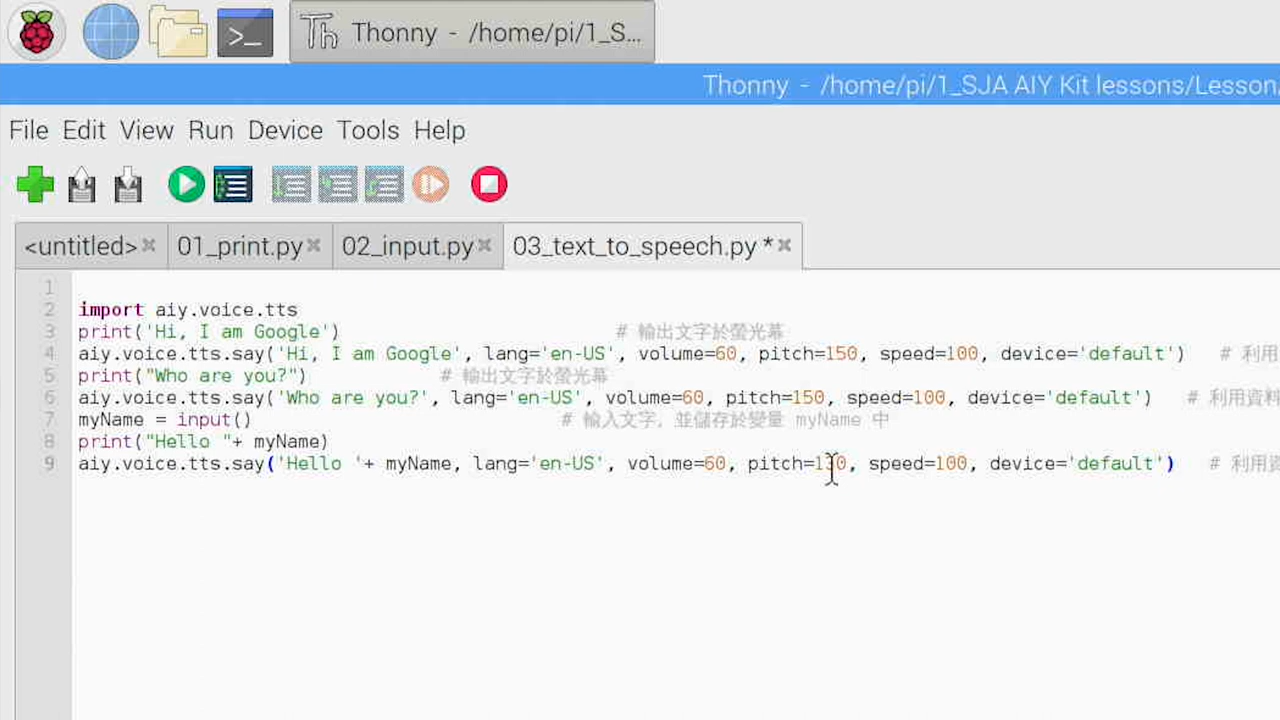 Thonny - /home/pi/1_S...
Thonny - /home/pi/1_SJA AIY Kit lessons/Lesson/
File Edit View Run Device Tools Help
<untitled> 01_print.py 02_input.py 03_text_to_speech.py *
1
2 import aiy.voice.tts
3 print('Hi, I am Google') # 輸出文字於螢光幕
4 aiy.voice.tts.say('Hi, I am Google', lang='en-US', volume=60, pitch=150, speed=100, device='default') # 利用
5 print("Who are you?") # 輸出文字於螢光幕
6 aiy.voice.tts.say('Who are you?', lang='en-US', volume=60, pitch=150, speed=100, device='default') # 利用資料
7 myName = input() # 輸入文字, 並儲存於變量 myName 中
8 print("Hello "+ myName)
9 aiy.voice.tts.say('Hello '+ myName, lang='en-US', volume=60, pitch= , speed=100, device='default') # 利用資